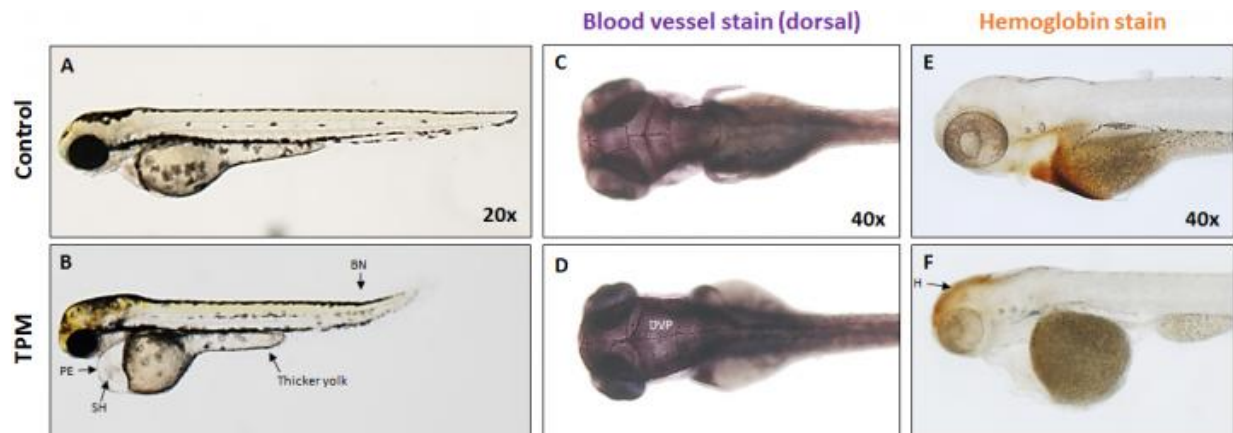 Blood vessel stain (dorsal)
Hemoglobin stain
Control
A
20x
C
40x
E
40x
TPM
B
BN
PE
SH
Thicker yolk
D
DVP
F
H